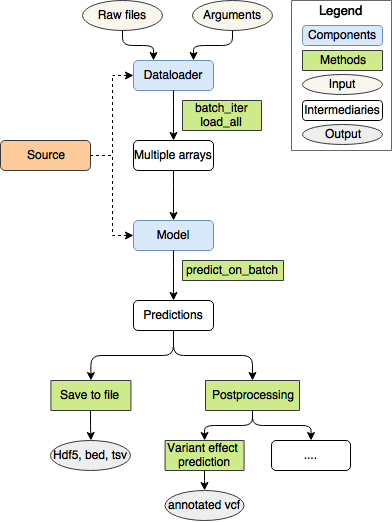 Raw files
Arguments
Legend
Components
Methods
Input
Intermediaries
Output
Dataloader
batch_iter
load_all
Source
Multiple arrays
Model
predict_on_batch
Predictions
Save to file
Postprocessing
Hdf5, bed, tsv
Variant effect
prediction
....
annotated vcf